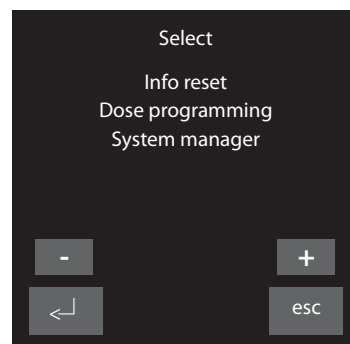 Select
Info reset
Dose programming
System manager
- +
esc